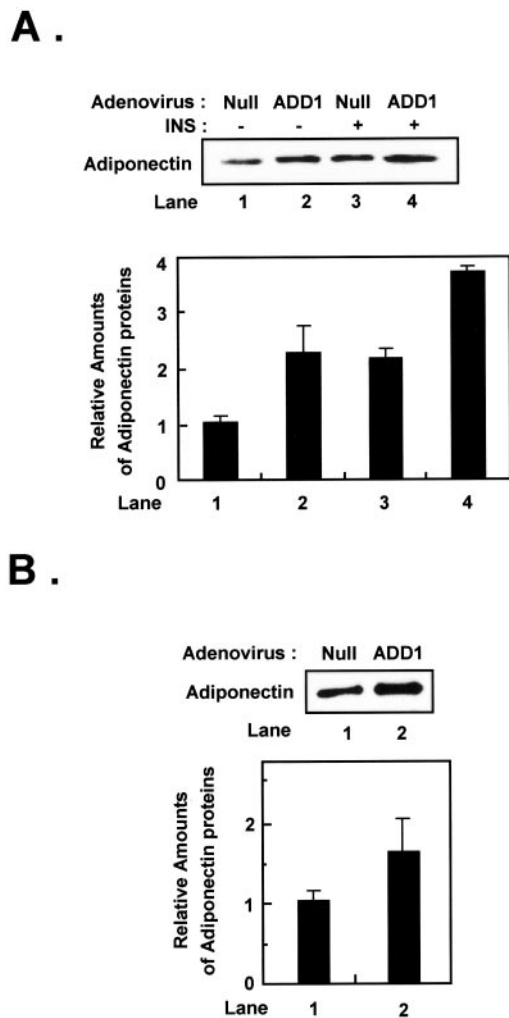 A .
Adenovirus : Null ADD1 Null ADD1
INS : - - + +
Adiponectin
Lane 1 2 3 4
Relative Amounts
of Adiponectin proteins
4
3
2
1
0
Lane 1 2 3 4
B .
Adenovirus : Null ADD1
Adiponectin
Lane 1 2
Relative Amounts
of Adiponectin proteins
2
1
0
Lane 1 2